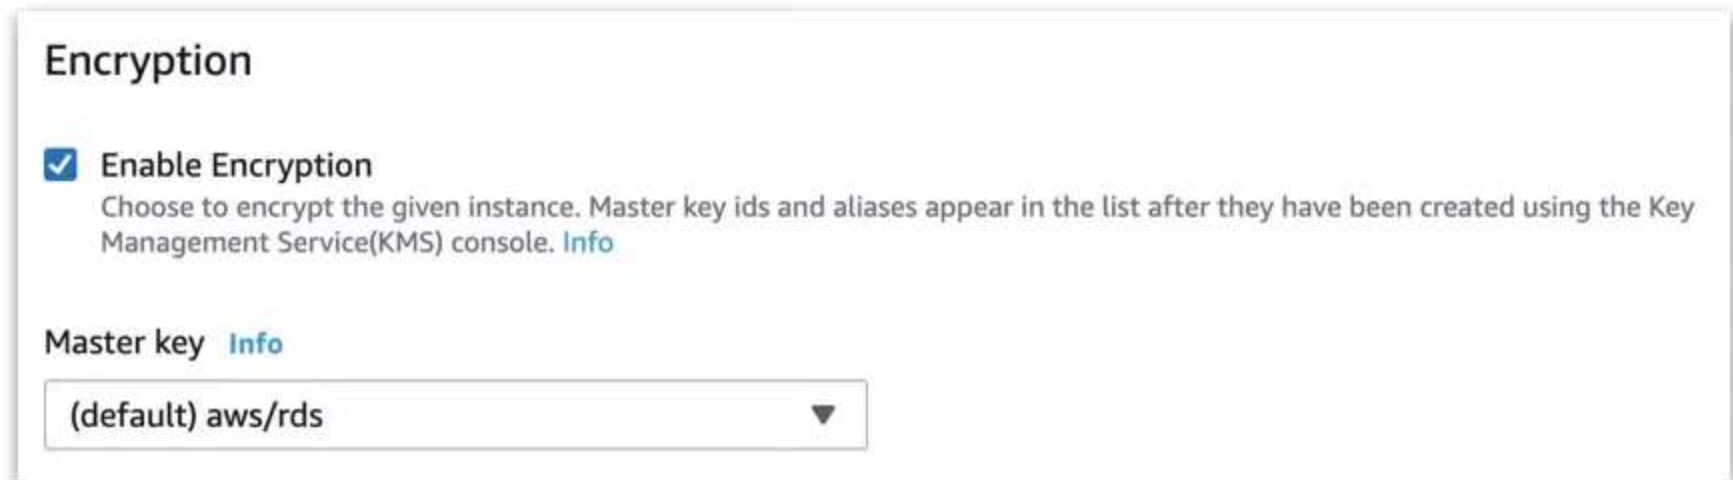 Encryption
Enable Encryption
Choose to encrypt the given instance. Master key ids and aliases appear in the list after they have been created using the Key
Management Service(KMS) console. Info
Master key Info
(default) aws/rds